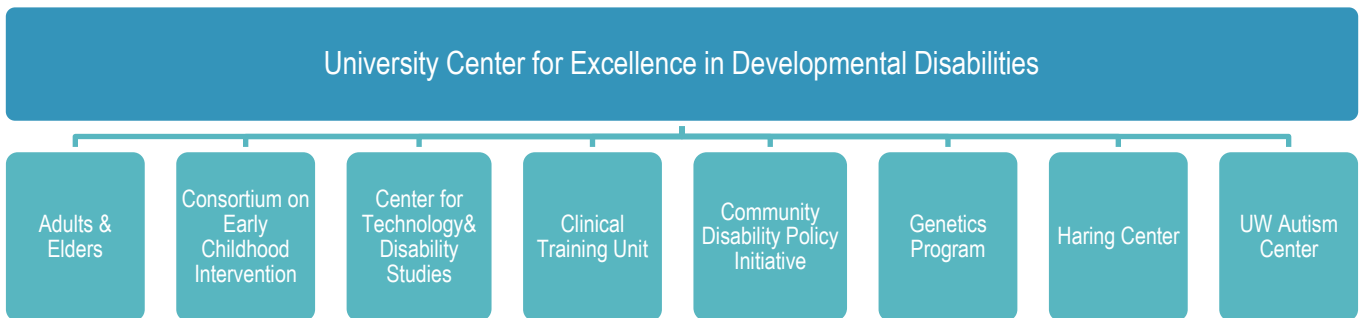 University Center for Excellence in Developmental Disabilities
Adults &
Elders
Consortium on
Early
Childhood
Intervention
Center for
Technology&
Disability
Studies
Clinical
Training Unit
Community
Disability Policy
Initiative
Genetics
Program
Haring Center
UW Autism
Center